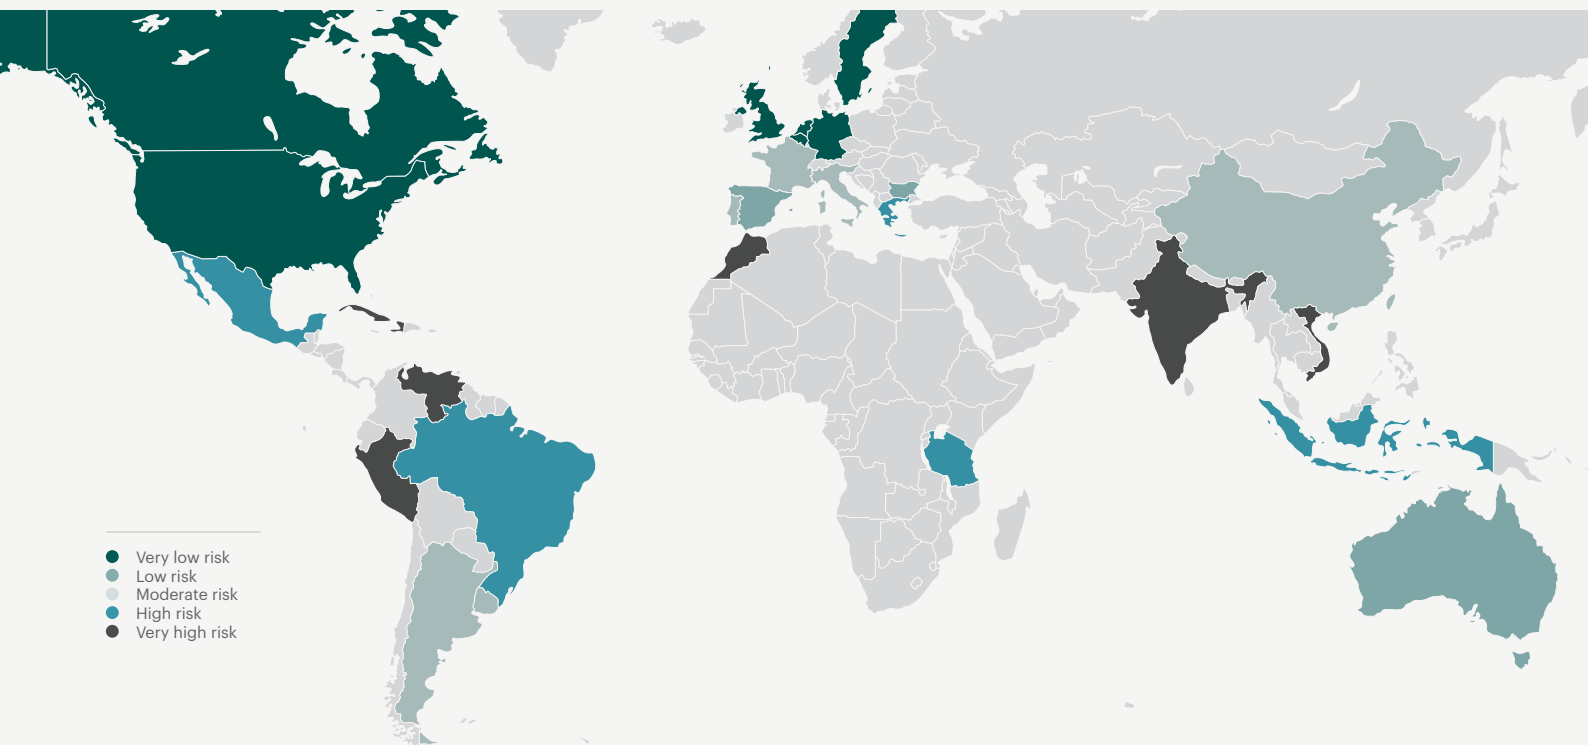 Very low risk
Low risk
Moderate risk
High risk
Very high risk